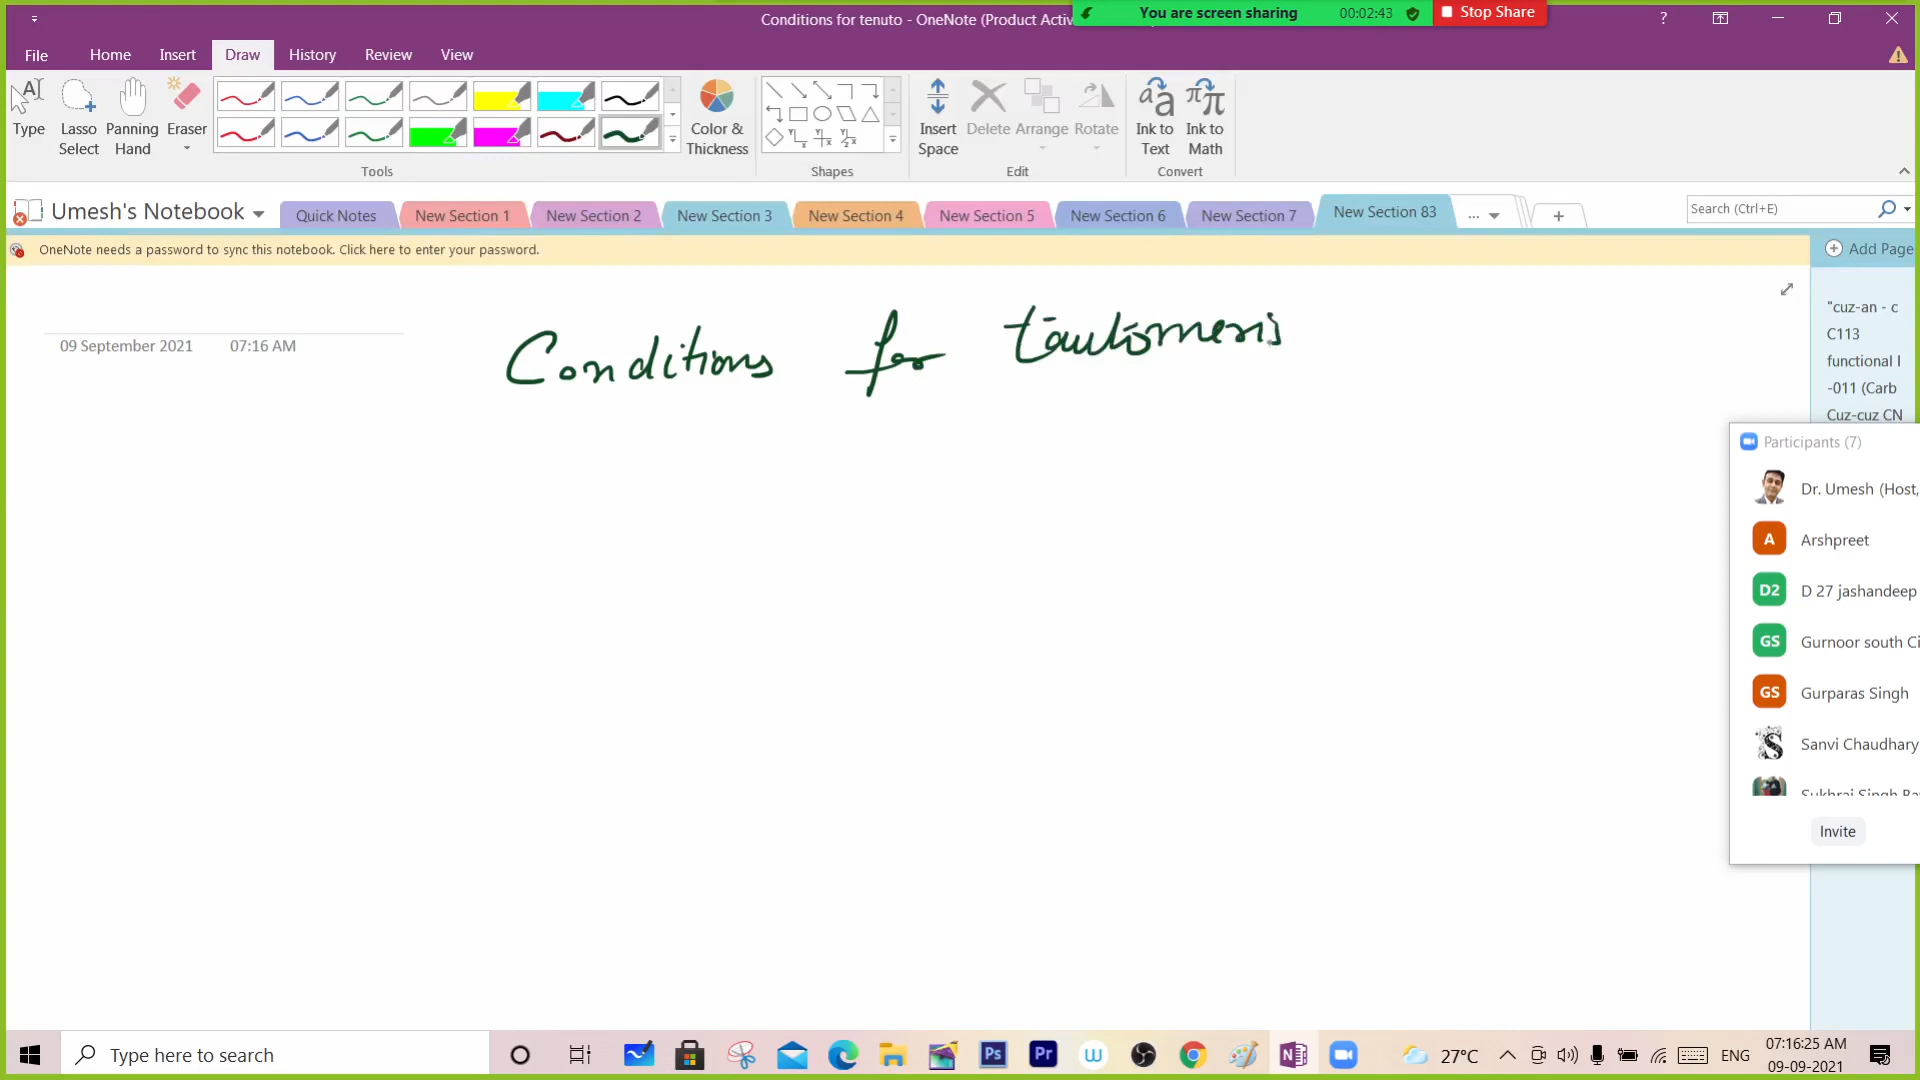 Conditions for tenuto - OneNote (Product Activ
You are screen sharing
00:02:43
Stop Share
?
File
Home
Insert
Draw
History
View
Type
Lasso Select
Panning Hand
Eraser
Color & Thickness
Insert Space
Delete
Arrange
Rotate
Ink to Text
Ink to Math
Tools
Shapes
Edit
Convert
Umesh's Notebook
Quick Notes
New Section 1
New Section 2
New Section 3
New Section 4
New Section 5
New Section 6
New Section 7
New Section 83
...
Search (Ctrl+E)
OneNote needs a password to sync this notebook. Click here to enter your password.
Add Page
Conditions for tautomeris
09 September 2021 07:16 AM
"cuz-an - c
C113
functional I
-011 (Carb
Cuz-cuz CN
Participants (7)
Dr. Umesh (Host,
A Arshpreet
D2 D 27 jashandeep
GS Gurnoor south Ci
GS Gurparas Singh
S Sanvi Chaudhary
Invite
Type here to search
Ps
Pr
27°C
ENG
07:16:25 AM
09-09-2021